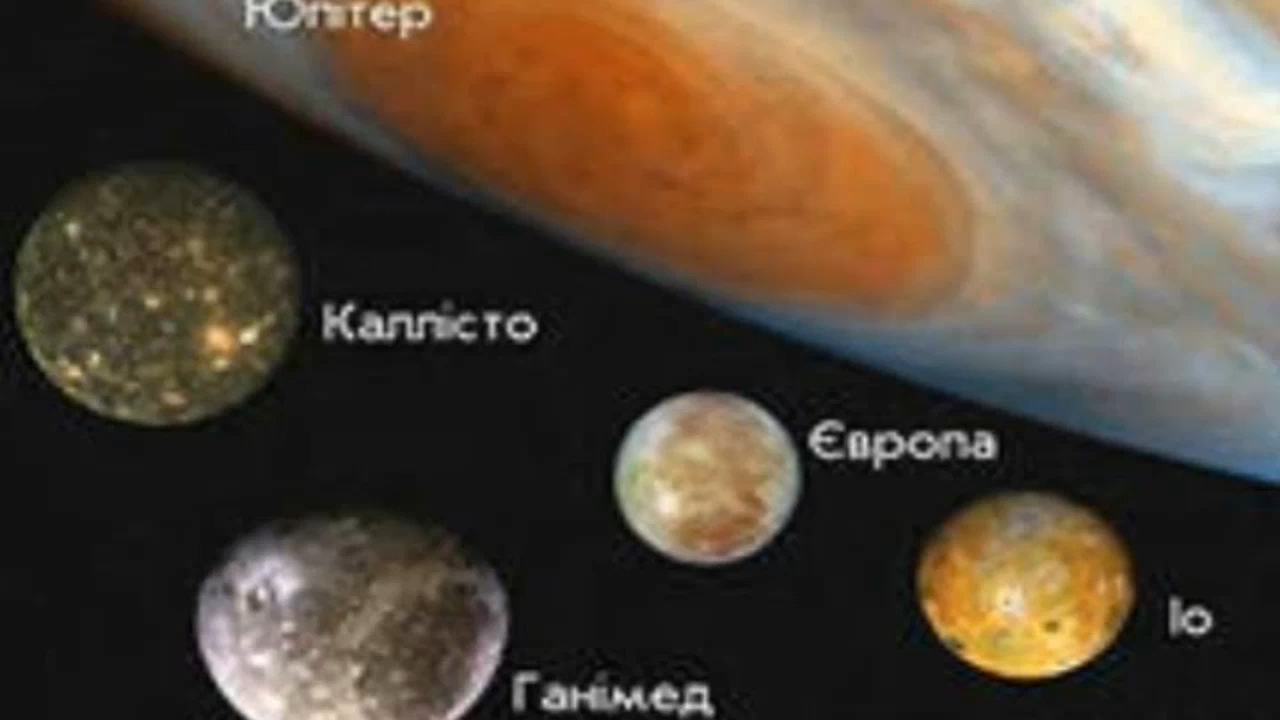 Юпітер
Каллісто
Європа
Іо
Ганімед